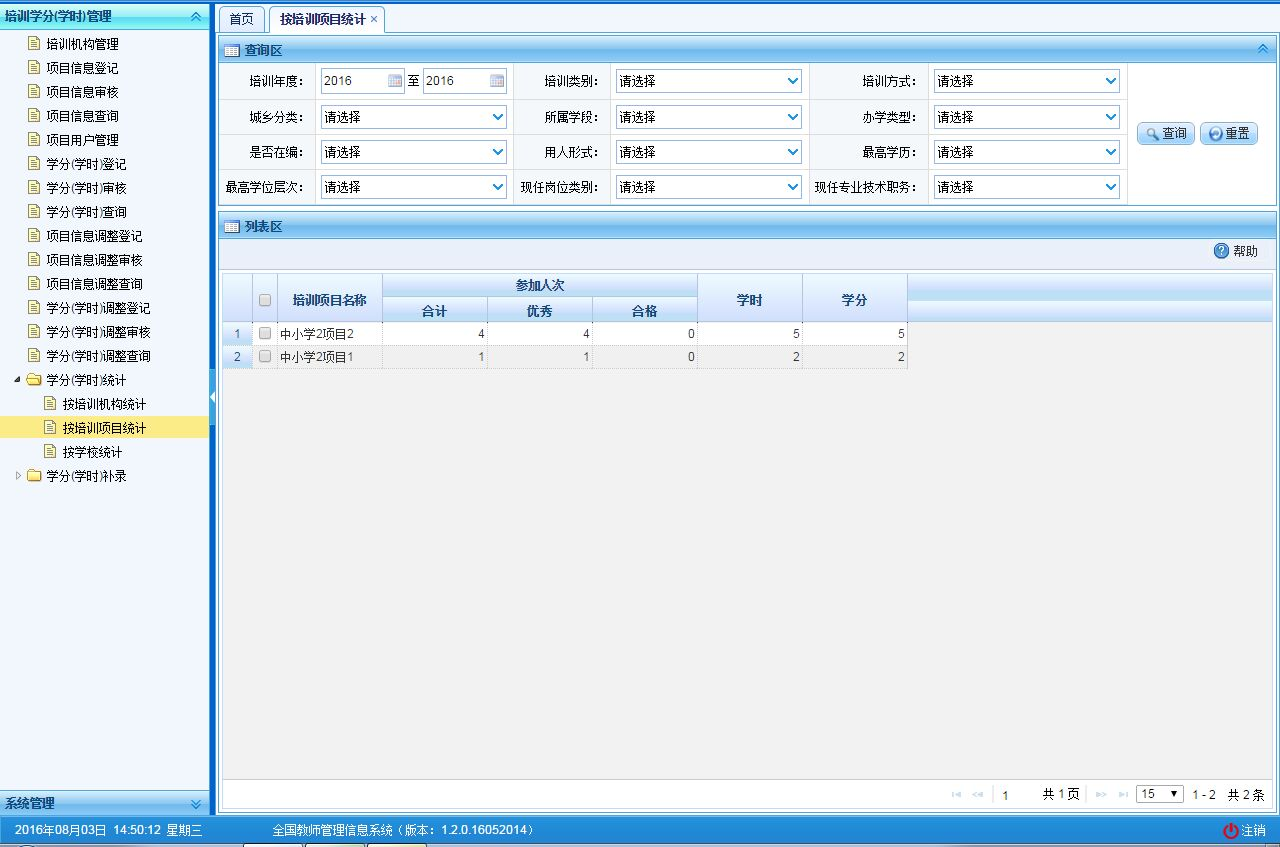 培训学分(学时)管理
培训机构管理
项目信息登记
项目信息审核
项目信息查询
项目用户管理
学分(学时)登记
学分(学时)审核
学分(学时)查询
项目信息调整登记
项目信息调整审核
项目信息调整查询
学分(学时)调整登记
学分(学时)调整审核
学分(学时)调整查询
学分(学时)统计
按培训机构统计
按培训项目统计
按学校统计
学分(学时)补录
系统管理
首页 按培训项目统计 ×
查询区
培训年度： 2016 至 2016 培训类别： 请选择 培训方式： 请选择
城乡分类： 请选择 所属学段： 请选择 办学类型： 请选择
查询 重置
是否在编： 请选择 用人形式： 请选择 最高学历： 请选择
最高学位层次： 请选择 现任岗位类别： 请选择 现任专业技术职务： 请选择
列表区
帮助
培训项目名称 参加人次 学时 学分
合计 优秀 合格
1 中小学2项目2 4 4 0 5 5
2 中小学2项目1 1 1 0 2 2
1 共 1 页 15 1 - 2 共 2 条
2016年08月03日 14:50:12 星期三 全国教师管理信息系统（版本：1.2.0.16052014） 注销